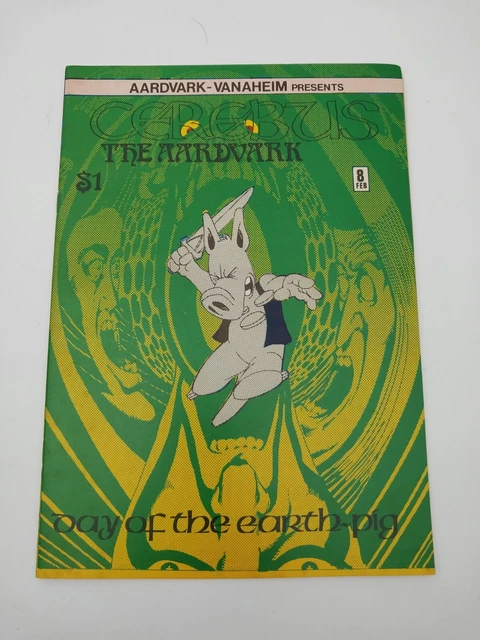 AARDVARK-VANAHEIM PRESENTS
CEREBUS
THE AARDVARK
$1
8
FEB
Day of the earth-pig